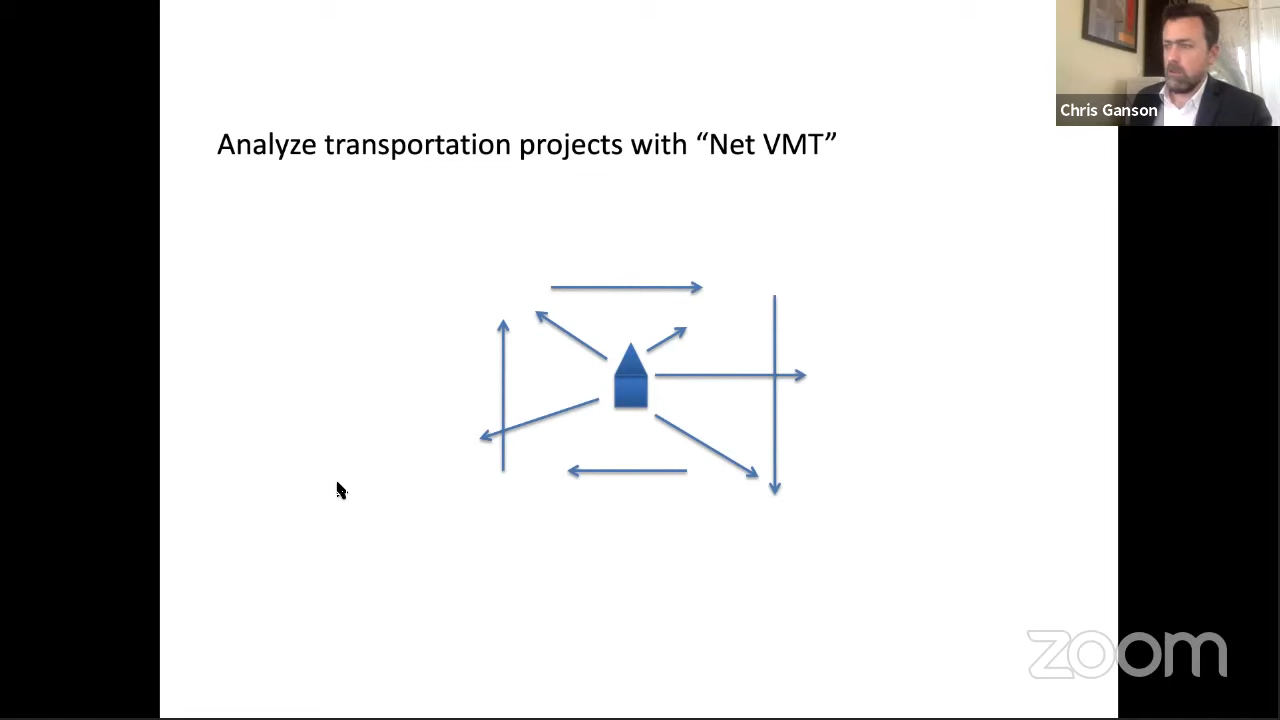 Chris Ganson
Analyze transportation projects with “Net VMT”
zoom